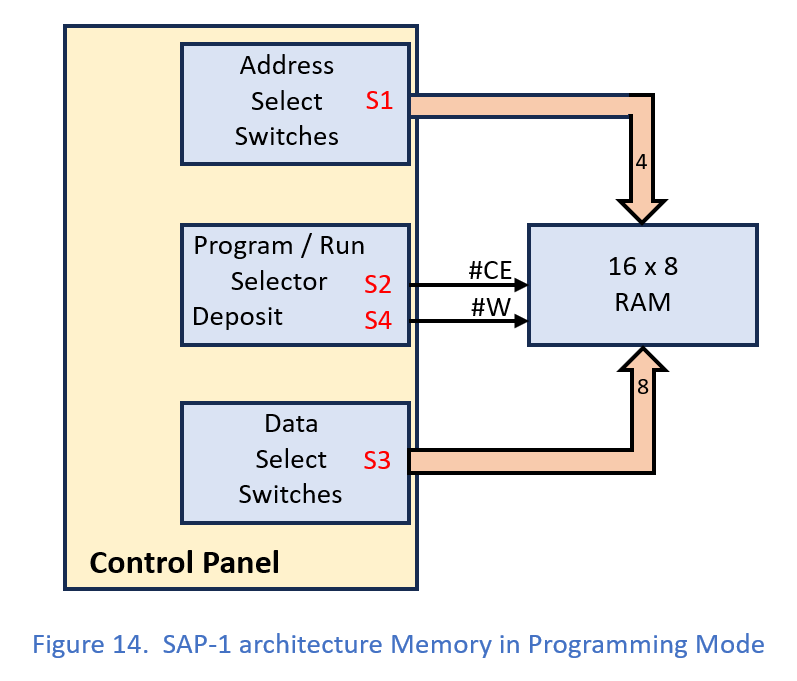 Address
Select S1
Switches
4
Program / Run
Selector S2
Deposit S4
#CE
#W
16 x 8
RAM
8
Data
Select S3
Switches
Control Panel
Figure 14.  SAP-1 architecture Memory in Programming Mode